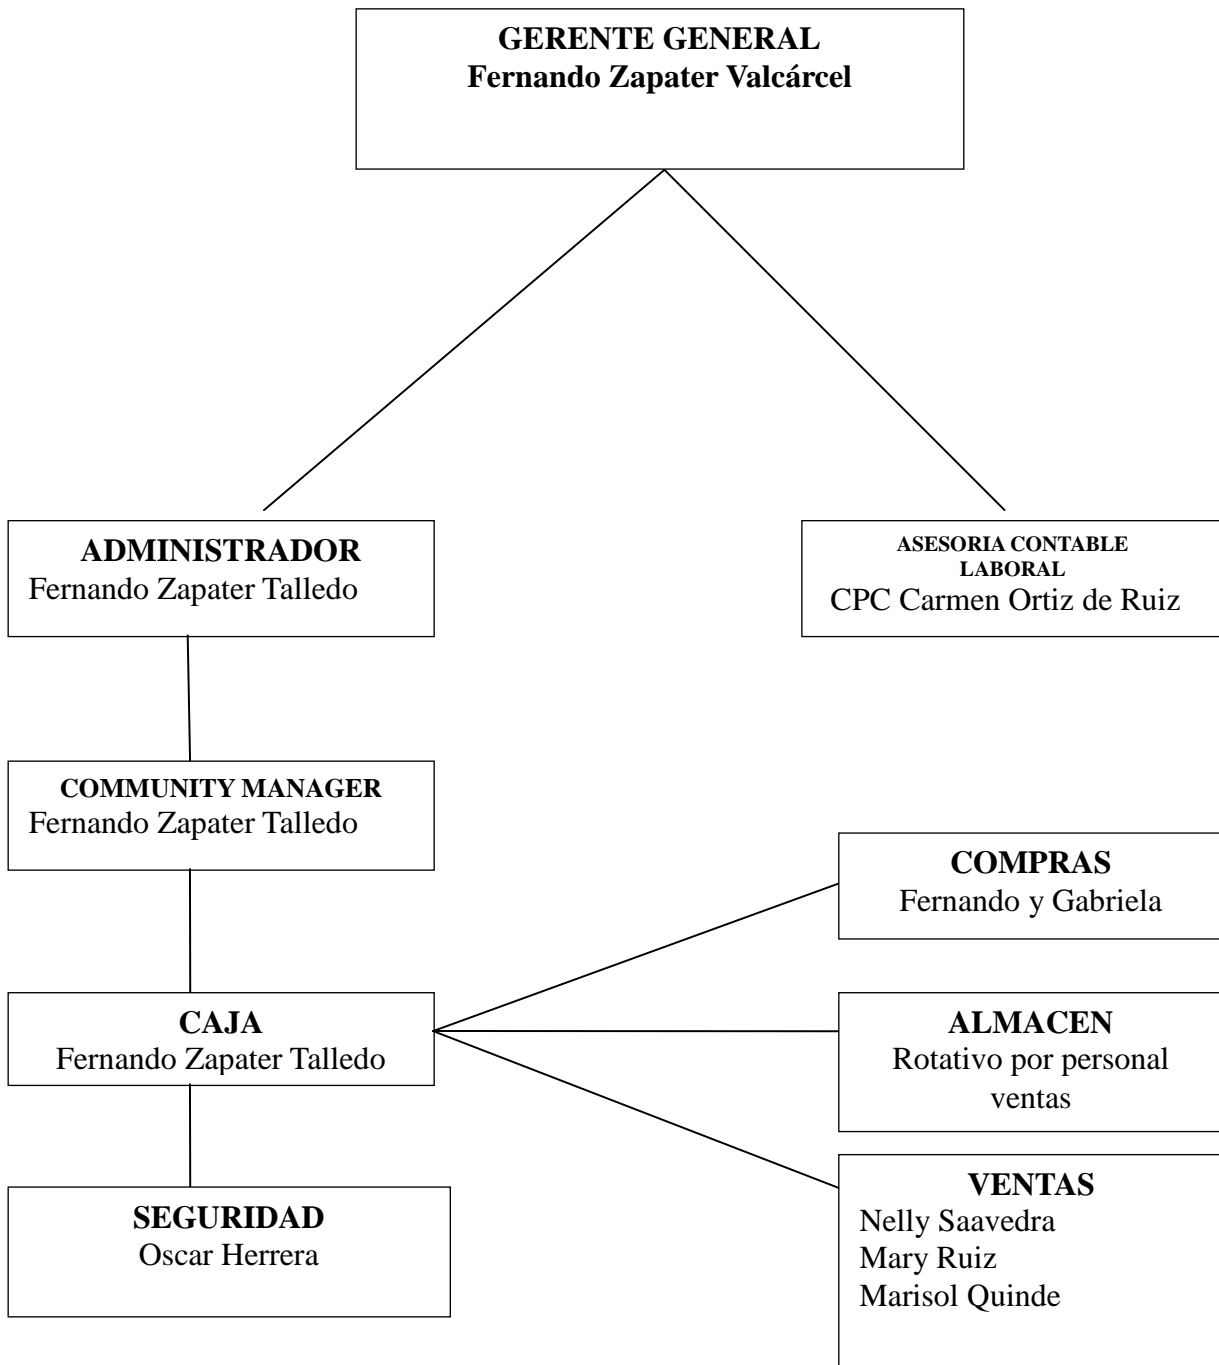 GERENTE GENERAL
Fernando Zapater Valcárcel
ADMINISTRADOR
Fernando Zapater Talledo
ASESORIA CONTABLE
LABORAL
CPC Carmen Ortiz de Ruiz
COMMUNITY MANAGER
Fernando Zapater Talledo
COMPRAS
Fernando y Gabriela
CAJA
Fernando Zapater Talledo
ALMACEN
Rotativo por personal
ventas
SEGURIDAD
Oscar Herrera
VENTAS
Nelly Saavedra
Mary Ruiz
Marisol Quinde